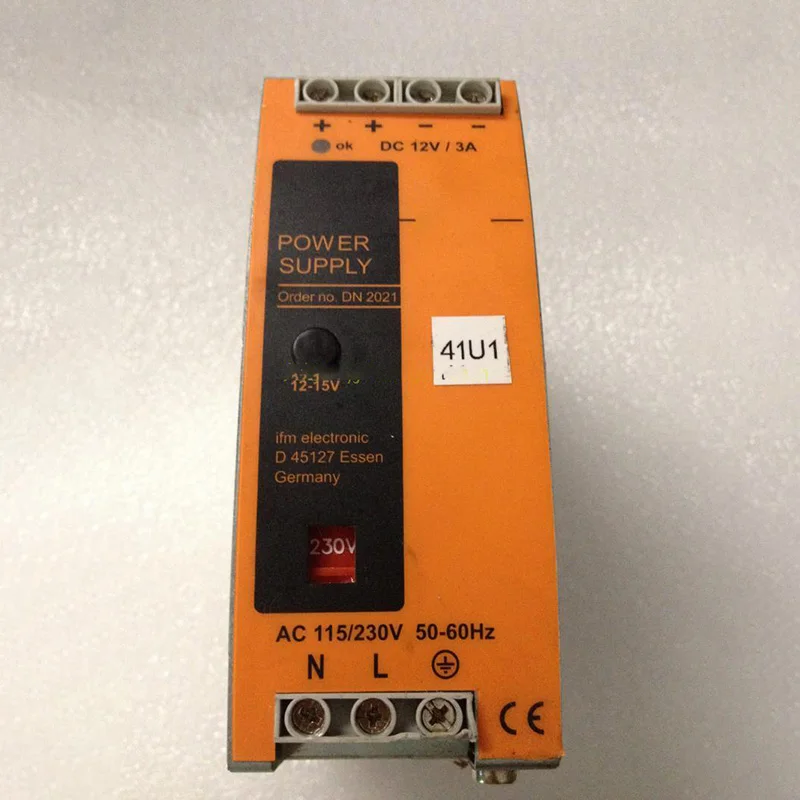 + + − −
ok DC 12V / 3A
POWER
SUPPLY
Order no. DN 2021
41U1
12-15V
ifm electronic
D 45127 Essen
Germany
230V
AC 115/230V 50-60Hz
N L
CE